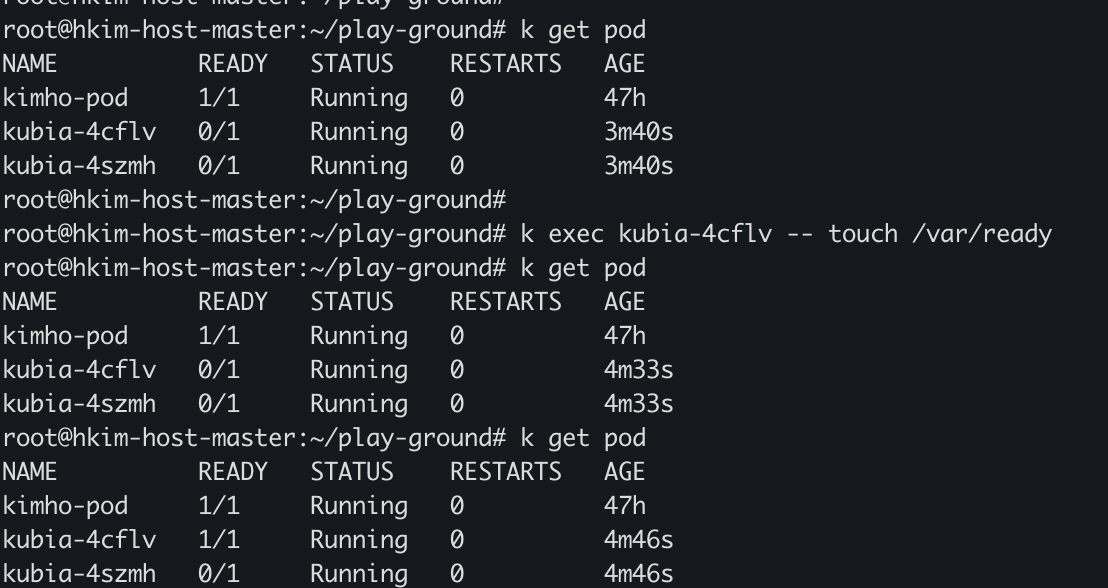 root@hkim-host-master:~/play-ground#
root@hkim-host-master:~/play-ground# k get pod
NAME READY STATUS RESTARTS AGE
kimho-pod 1/1 Running 0 47h
kubia-4cflv 0/1 Running 0 3m40s
kubia-4szmh 0/1 Running 0 3m40s
root@hkim-host-master:~/play-ground#
root@hkim-host-master:~/play-ground# k exec kubia-4cflv -- touch /var/ready
root@hkim-host-master:~/play-ground# k get pod
NAME READY STATUS RESTARTS AGE
kimho-pod 1/1 Running 0 47h
kubia-4cflv 0/1 Running 0 4m33s
kubia-4szmh 0/1 Running 0 4m33s
root@hkim-host-master:~/play-ground# k get pod
NAME READY STATUS RESTARTS AGE
kimho-pod 1/1 Running 0 47h
kubia-4cflv 1/1 Running 0 4m46s
kubia-4szmh 0/1 Running 0 4m46s